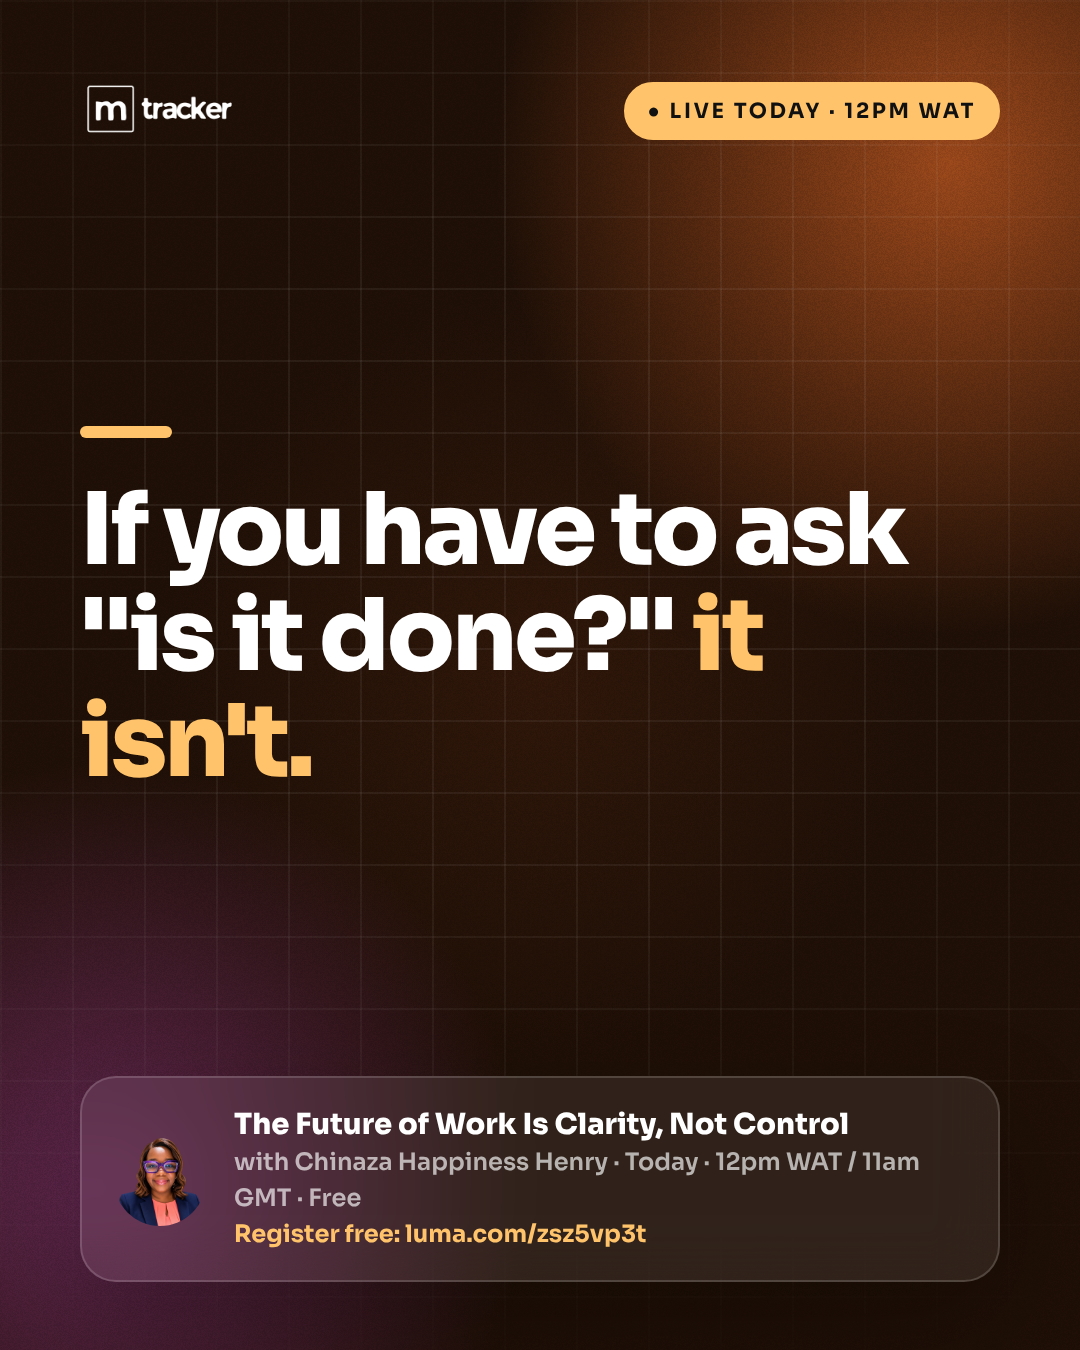 m tracker
• LIVE TODAY · 12PM WAT
If you have to ask
"is it done?" it
isn't.
The Future of Work Is Clarity, Not Control
with Chinaza Happiness Henry · Today · 12pm WAT / 11am
GMT · Free
Register free: luma.com/zsz5vp3t